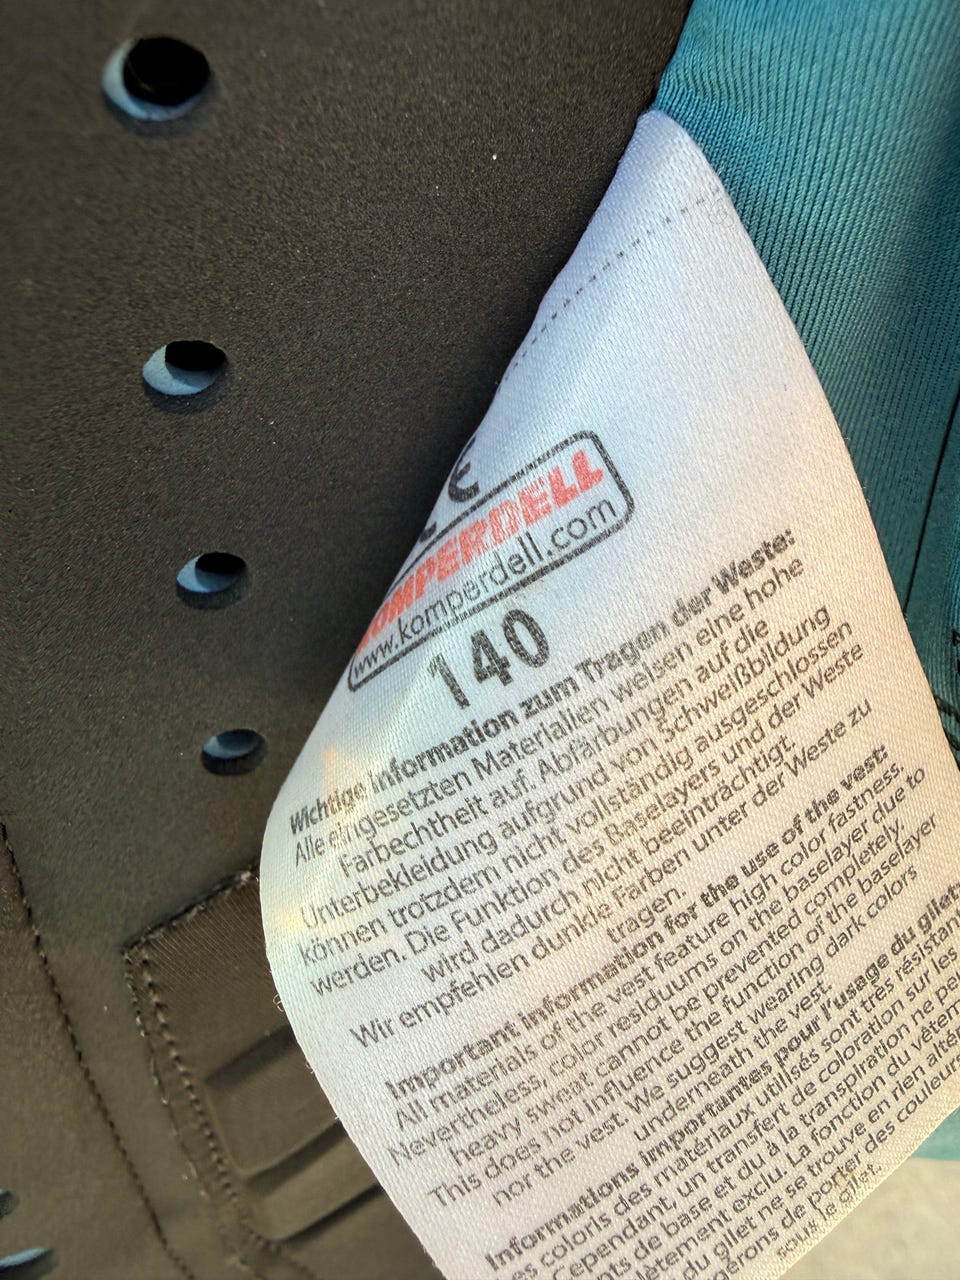 CE
KOMPERDELL
www.komperdell.com
140
Wichtige Information zum Tragen der Weste:
Alle eingesetzten Materialien weisen eine hohe
Farbechtheit auf. Abfärbungen auf die
Unterbekleidung aufgrund von Schweißbildung
können trotzdem nicht vollständig ausgeschlossen
werden. Die Funktion des Baselayers und der Weste
wird dadurch nicht beeinträchtigt.
Wir empfehlen dunkle Farben unter der Weste zu
tragen.
Important information for the use of the vest:
All materials of the vest feature high color fastness.
Nevertheless, color residuums on the baselayer due to
heavy sweat cannot be prevented completely.
This does not influence the function of the baselayer
nor the vest. We suggest wearing dark colors
underneath the vest.
Informations importantes pour l'usage du gilet:
es coloris des matériaux utilisés sont très résistan
Cependant, un transfert de coloration sur les
nts de base et du à la transpiration ne pe
lètement exclu. La fonction du vêtem
du gilet ne se trouve en rien alté
gérons de porter des couleurs
sous le gilet.